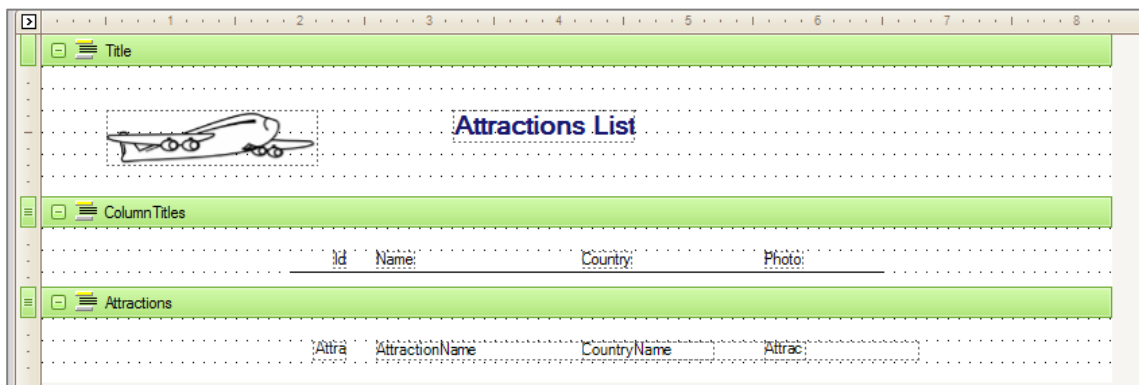 1 2 3 4 5 6 7 8
Title
Attractions List
ColumnTitles
Id Name Country Photo
Attractions
Attra AttractionName CountryName Attrac